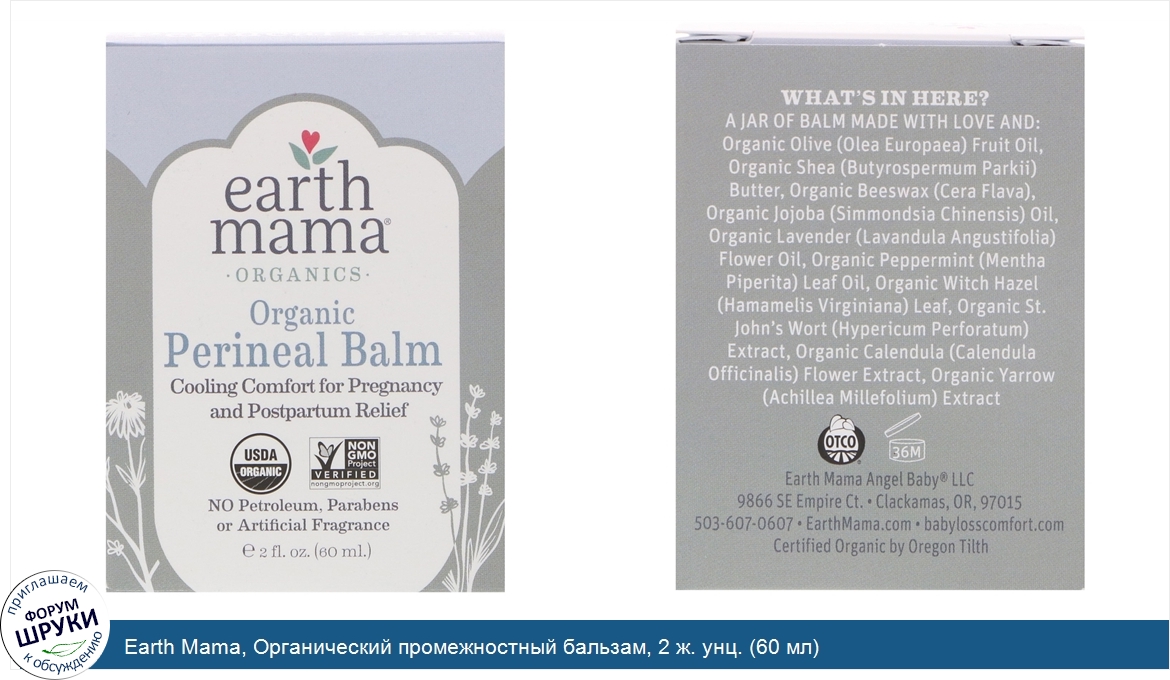 earth
mama®
·ORGANICS·
Organic
Perineal Balm
Cooling Comfort for Pregnancy
and Postpartum Relief
USDA
ORGANIC
NON
GMO
Project
VERIFIED
nongmoproject.org
NO Petroleum, Parabens
or Artificial Fragrance
℮ 2 fl. oz. (60 ml.)
WHAT'S IN HERE?
A JAR OF BALM MADE WITH LOVE AND:
Organic Olive (Olea Europaea) Fruit Oil,
Organic Shea (Butyrospermum Parkii)
Butter, Organic Beeswax (Cera Flava),
Organic Jojoba (Simmondsia Chinensis) Oil,
Organic Lavender (Lavandula Angustifolia)
Flower Oil, Organic Peppermint (Mentha
Piperita) Leaf Oil, Organic Witch Hazel
(Hamamelis Virginiana) Leaf, Organic St.
John's Wort (Hypericum Perforatum)
Extract, Organic Calendula (Calendula
Officinalis) Flower Extract, Organic Yarrow
(Achillea Millefolium) Extract
OTCO
36M
Earth Mama Angel Baby® LLC
9866 SE Empire Ct. • Clackamas, OR, 97015
503-607-0607 • EarthMama.com • babylosscomfort.com
Certified Organic by Oregon Tilth
приглашаем
ФОРУМ
ШРУКИ
к обсуждению
Earth Mama, Органический промежностный бальзам, 2 ж. унц. (60 мл)